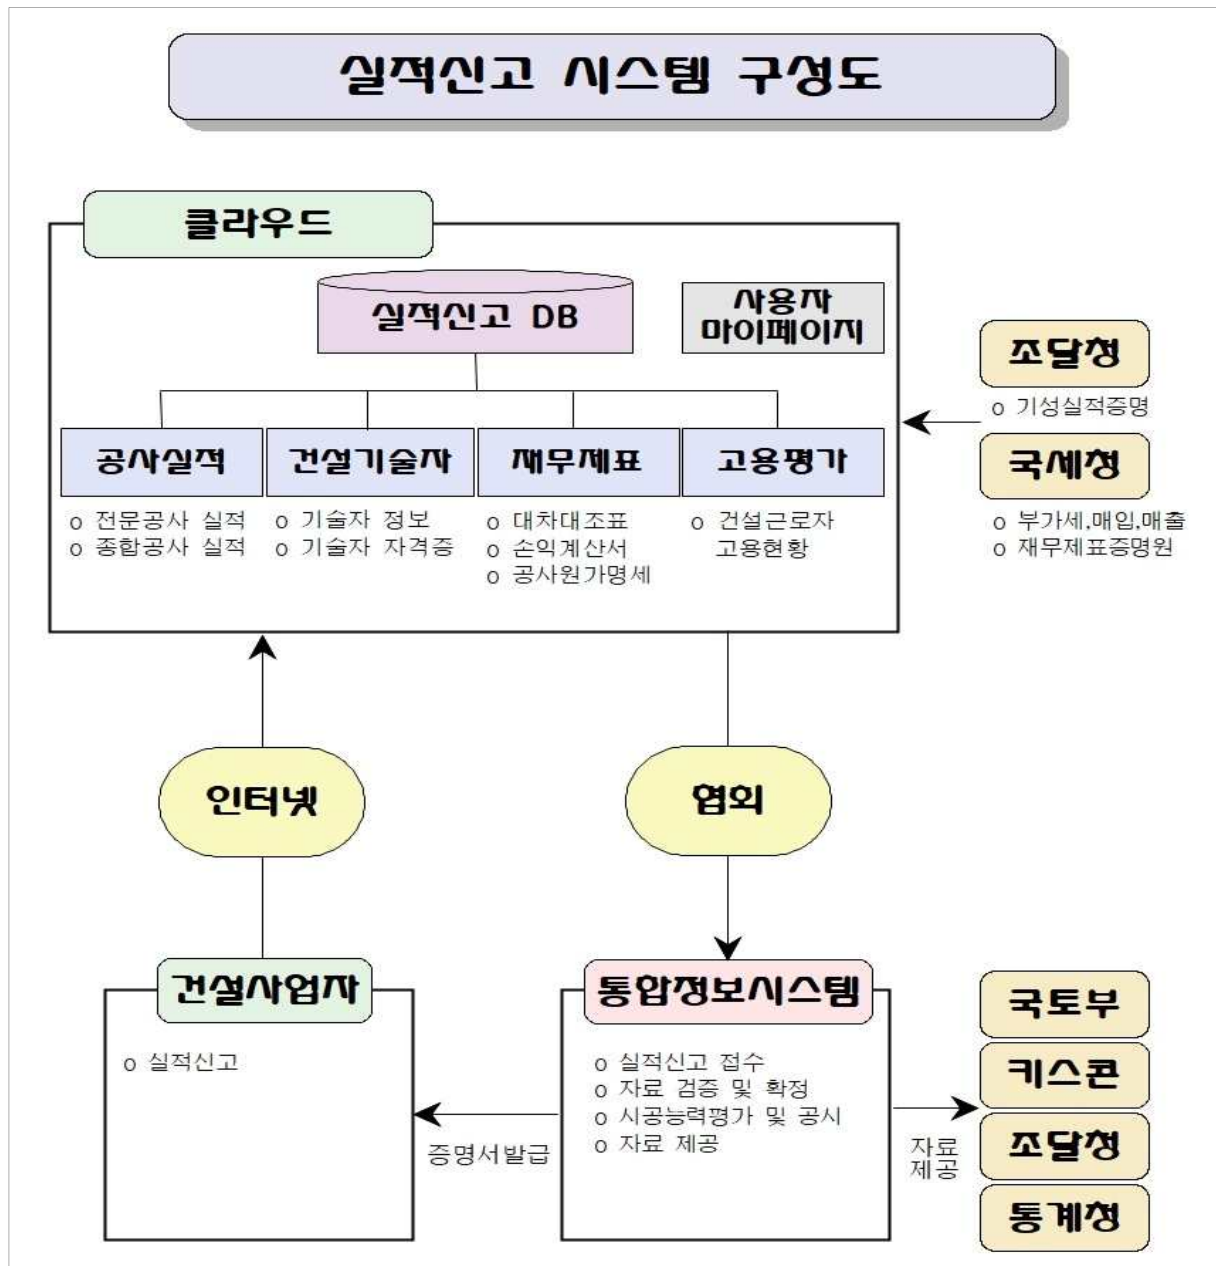 실적신고 시스템 구성도
클라우드
실적신고 DB
사용자
마이페이지
공사실적
건설기술자
재무제표
고용평가
o 전문공사 실적
o 종합공사 실적
o 기술자 정보
o 기술자 자격증
o 대차대조표
o 손익계산서
o 공사원가명세
o 건설근로자
고용현황
조달청
o 기성실적증명
국세청
o 부가세,매입,매출
o 재무제표증명원
인터넷
협회
건설사업자
o 실적신고
증명서발급
통합정보시스템
o 실적신고 접수
o 자료 검증 및 확정
o 시공능력평가 및 공시
o 자료 제공
자료
제공
국토부
키스콘
조달청
통계청